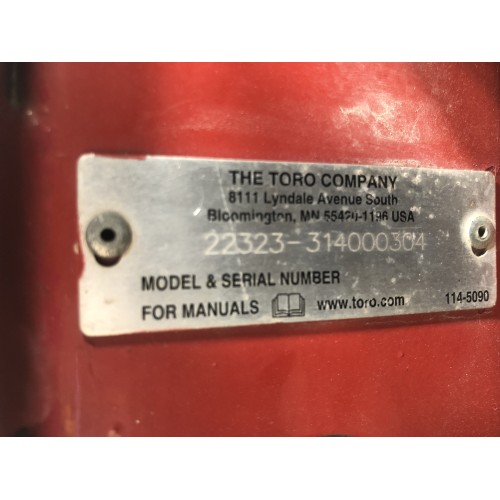 THE TORO COMPANY
8111 Lyndale Avenue South
Bloomington, MN 55420-1196 USA
22323-314000304
MODEL & SERIAL NUMBER
FOR MANUALS www.toro.com 114-5090